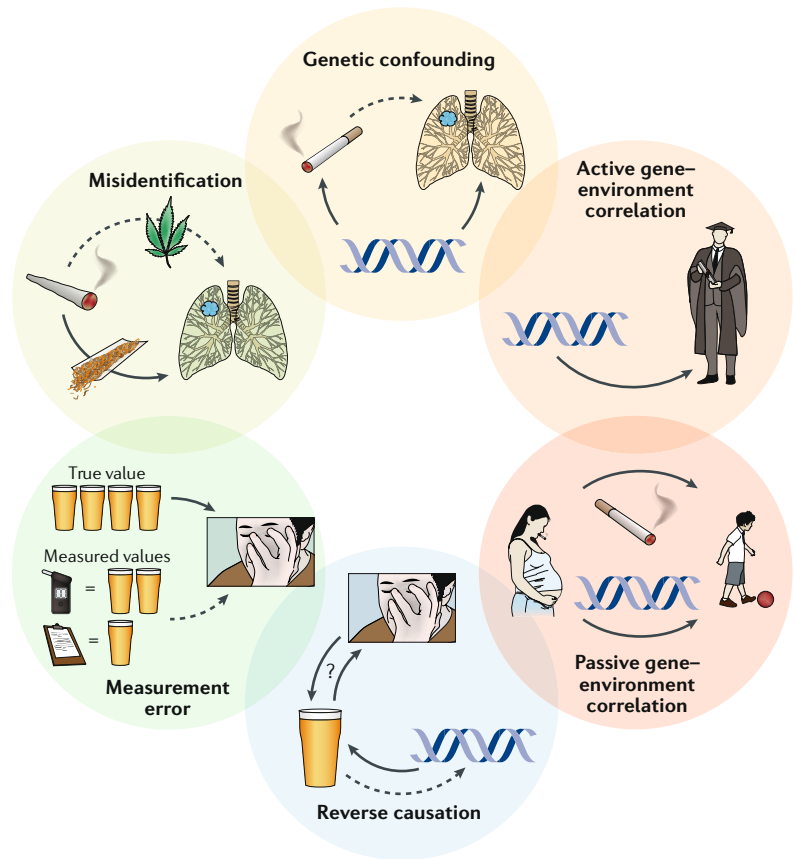 Genetic confounding
Active gene–
environment
correlation
Misidentification
True value
Measured values
=
=
Measurement
error
?
Reverse causation
Passive gene–
environment
correlation